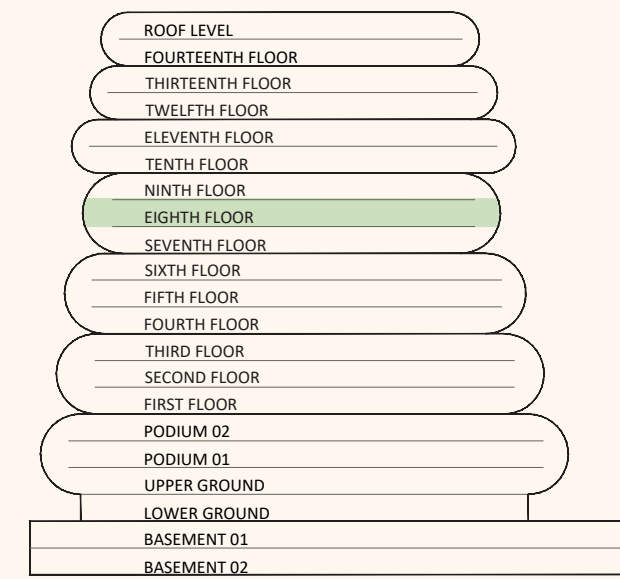 ROOF LEVEL
FOURTEENTH FLOOR
THIRTEENTH FLOOR
TWELFTH FLOOR
ELEVENTH FLOOR
TENTH FLOOR
NINTH FLOOR
EIGHTH FLOOR
SEVENTH FLOOR
SIXTH FLOOR
FIFTH FLOOR
FOURTH FLOOR
THIRD FLOOR
SECOND FLOOR
FIRST FLOOR
PODIUM 02
PODIUM 01
UPPER GROUND
LOWER GROUND
BASEMENT 01
BASEMENT 02